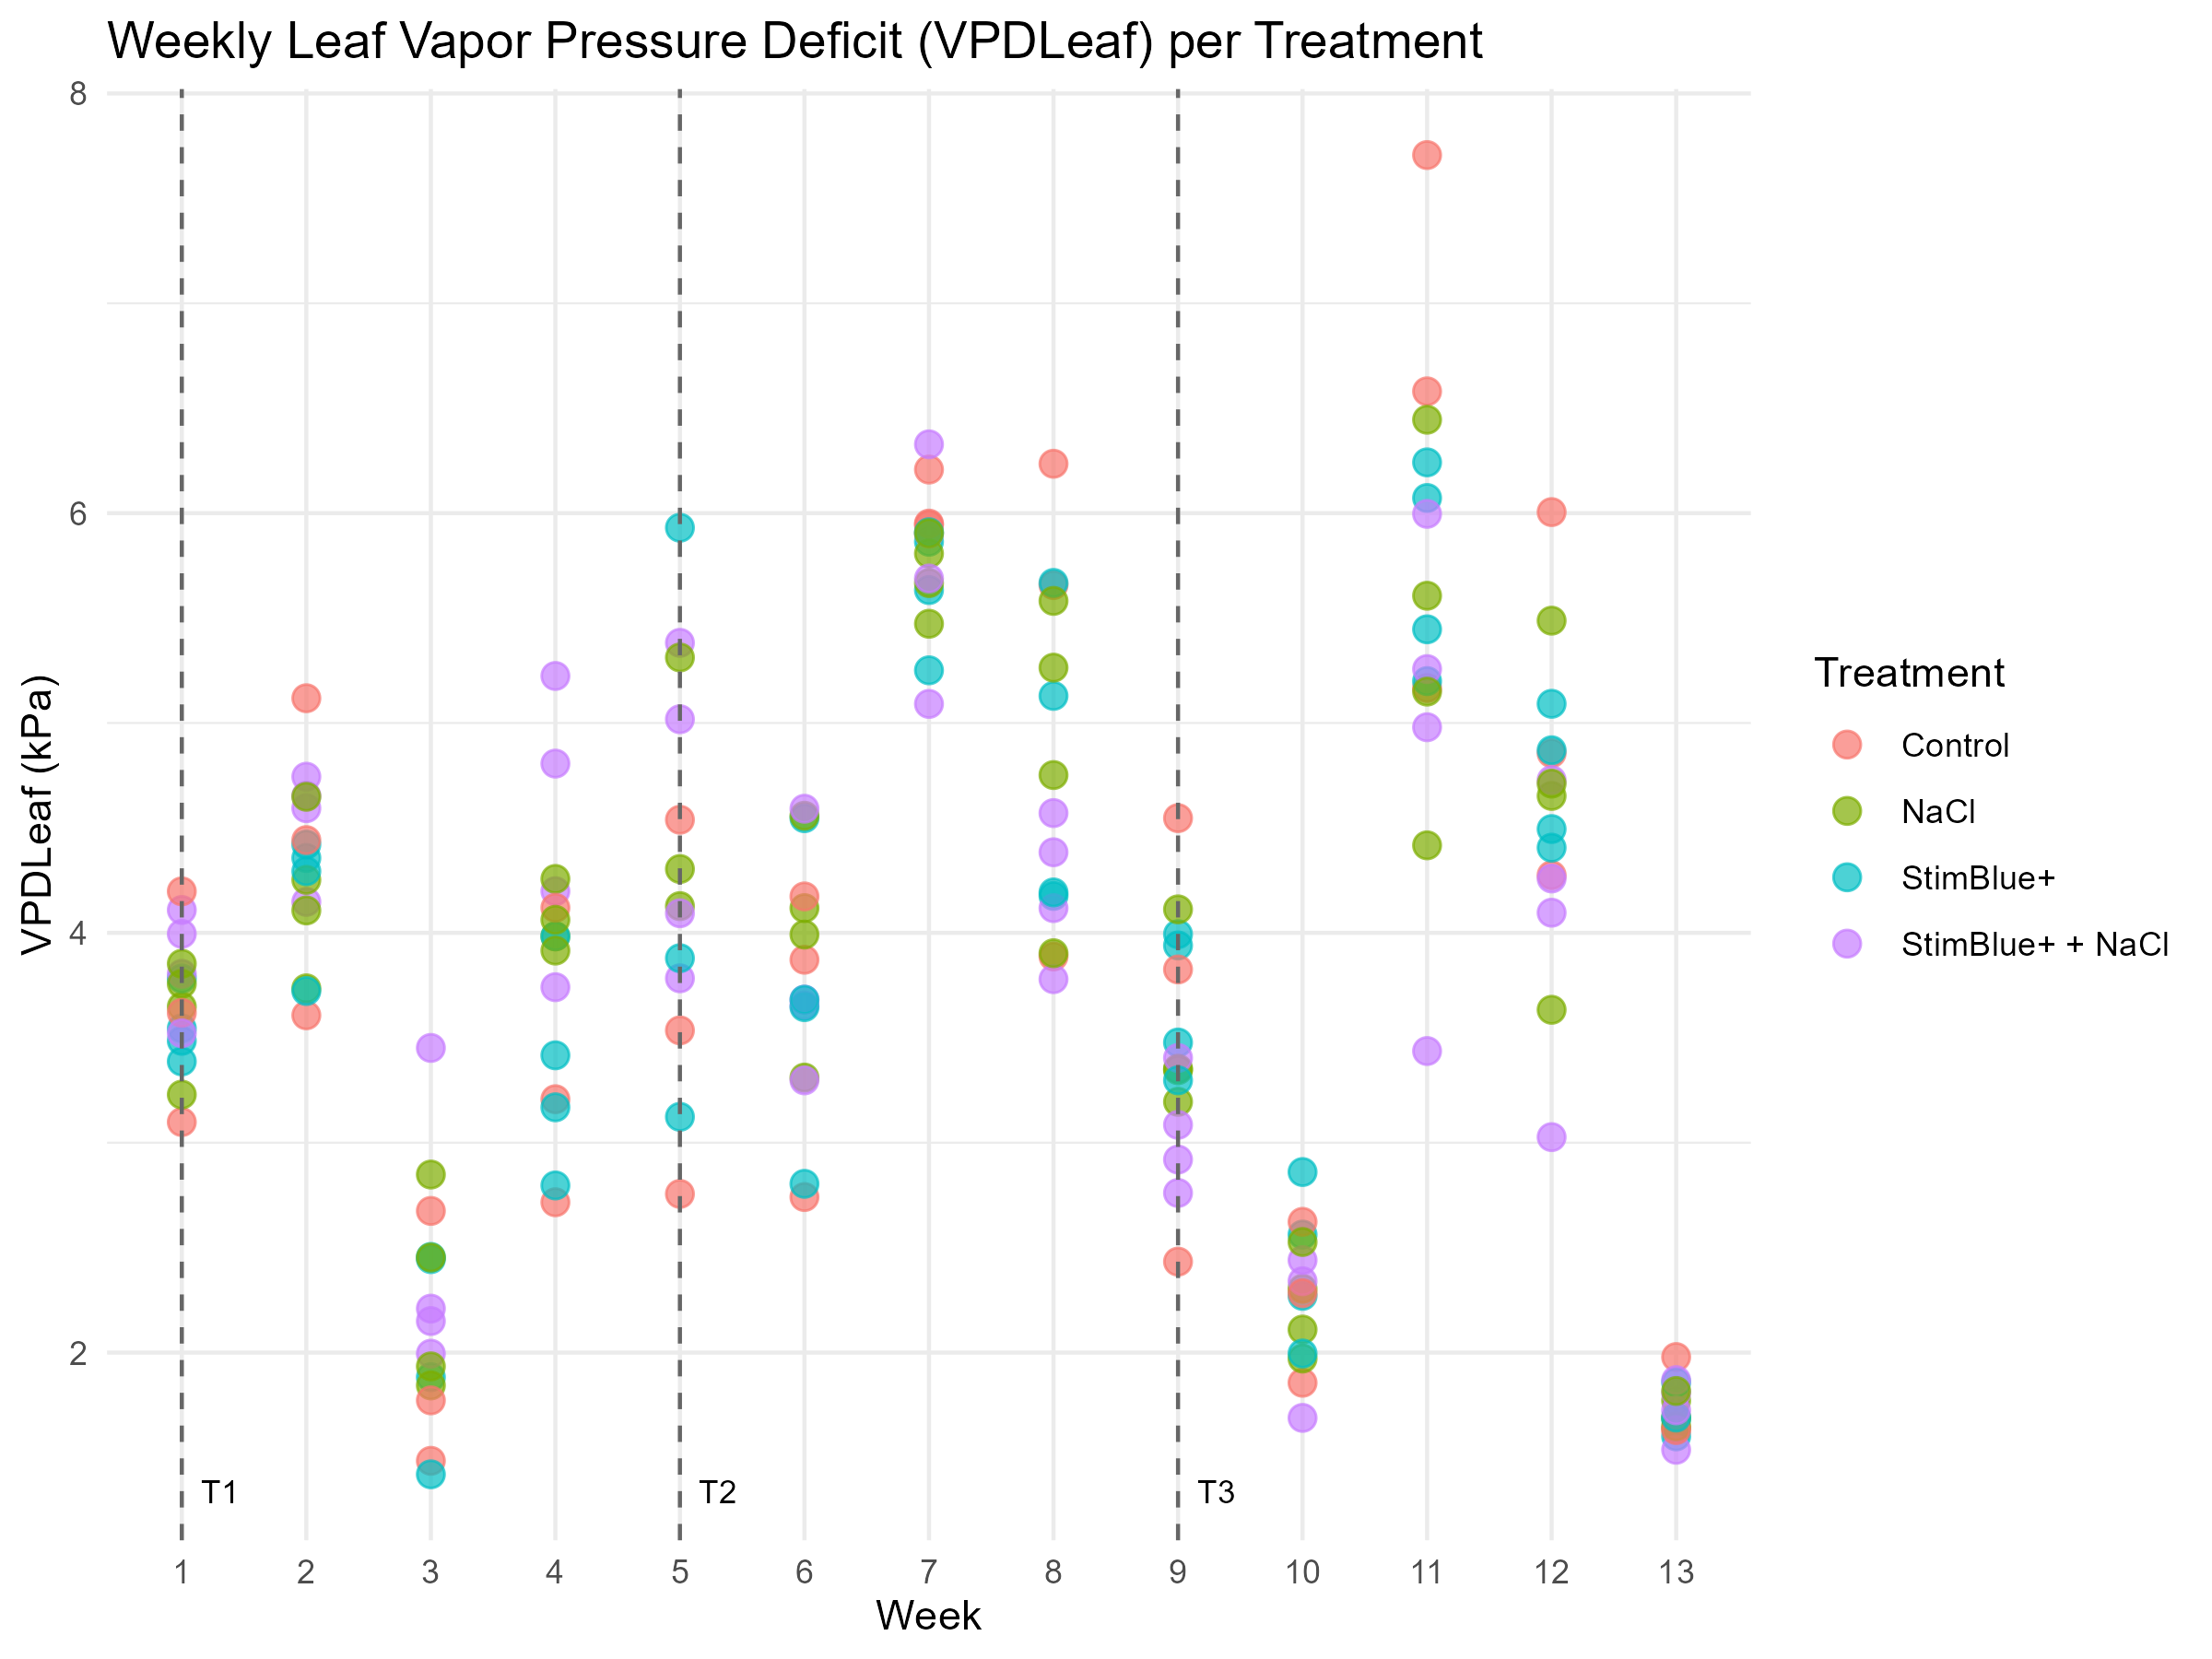 Weekly Leaf Vapor Pressure Deficit (VPDLeaf) per Treatment
8
6
4
2
VPDLeaf (kPa)
T1
T2
T3
1 2 3 4 5 6 7 8 9 10 11 12 13
Week
Treatment
Control
NaCl
StimBlue+
StimBlue+ + NaCl